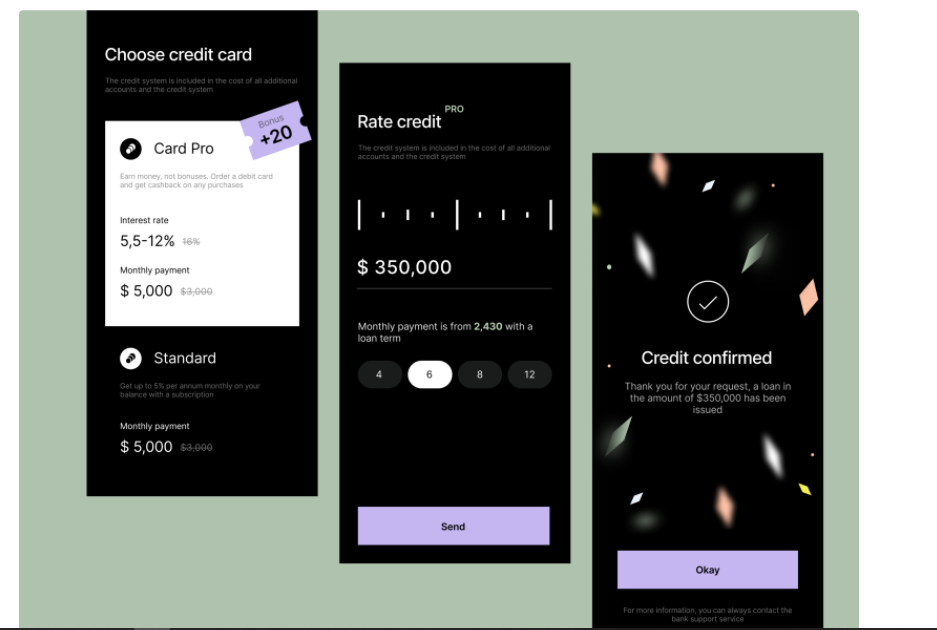 Choose credit card
The credit system is included in the cost of all additional
accounts and the credit system
Bonus
+20
Card Pro
Earn money, not bonuses. Order a debit card
and get cashback on any purchases
Interest rate
5,5-12% 16%
Monthly payment
$ 5,000 $3,000
Standard
Get up to 5% per annum monthly on your
balance with a subscription
Monthly payment
$ 5,000 $3,000
Rate credit PRO
The credit system is included in the cost of all additional
accounts and the credit system
$ 350,000
Monthly payment is from 2,430 with a
loan term
4 6 8 12
Send
Credit confirmed
Thank you for your request, a loan in
the amount of $350,000 has been
issued
Okay
For more information, you can always contact the
bank support service